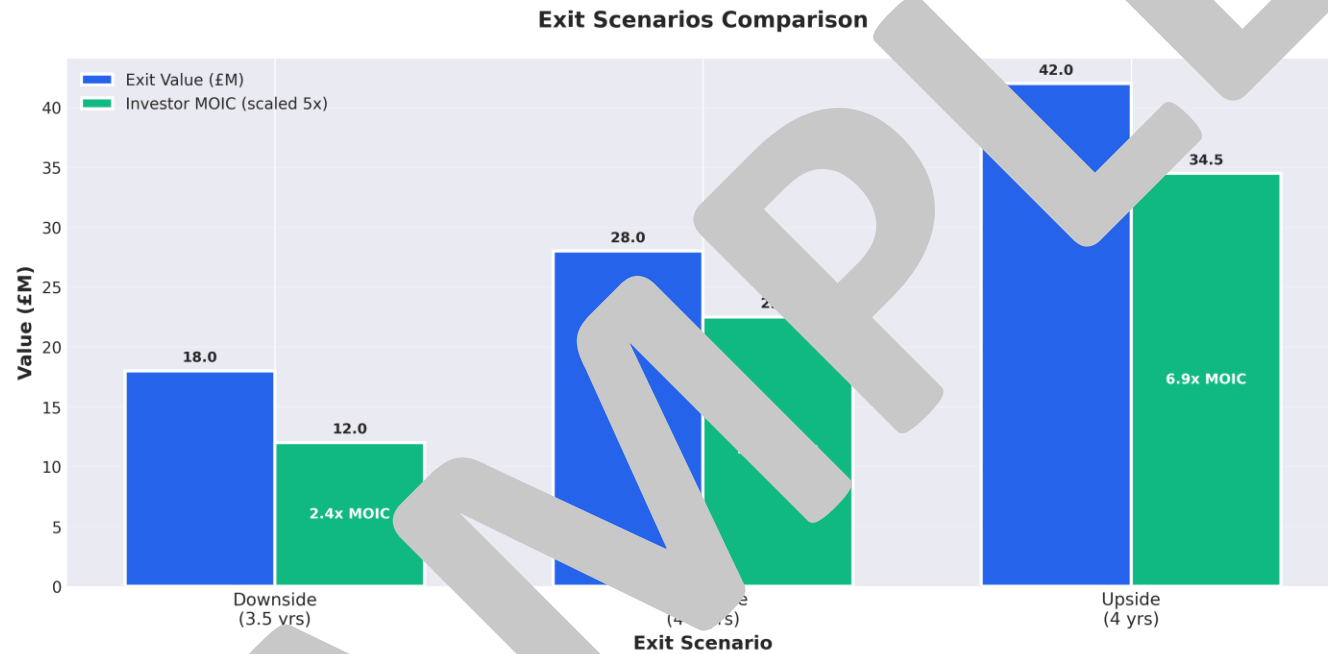 Exit Scenarios Comparison
Exit Value (£M)
Investor MOIC (scaled 5x)
Value (£M)
40
35
30
25
20
15
10
5
0
18.0
12.0
2.4x MOIC
28.0
42.0
34.5
6.9x MOIC
Downside
(3.5 yrs)
Upside
(4 yrs)
Exit Scenario
MPLE